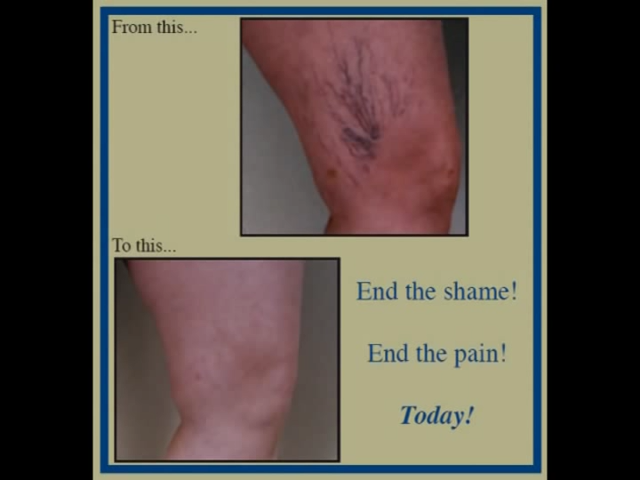 From this...
To this...
End the shame!
End the pain!
Today!